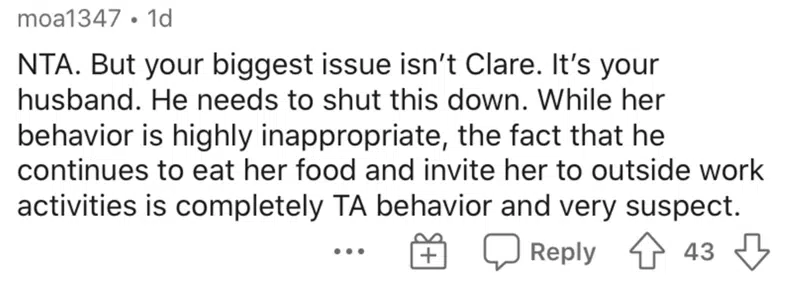 moa1347 • 1d
NTA. But your biggest issue isn’t Clare. It’s your
husband. He needs to shut this down. While her
behavior is highly inappropriate, the fact that he
continues to eat her food and invite her to outside work
activities is completely TA behavior and very suspect.
••• Reply 43